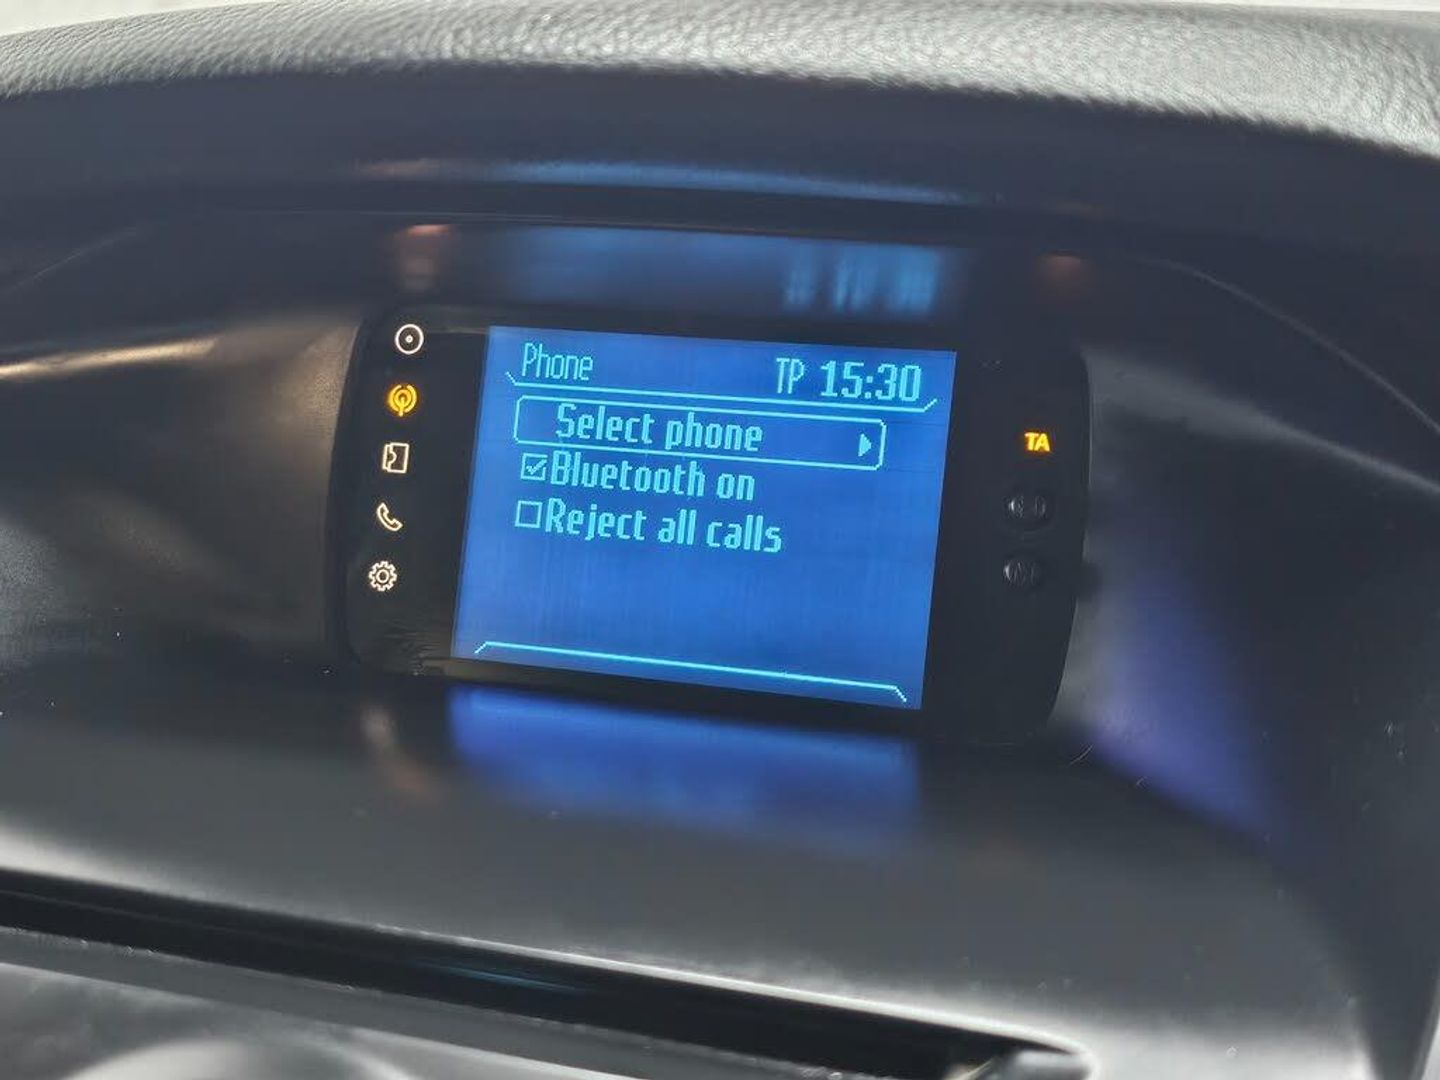 Phone TP 15:30
Select phone
Bluetooth on
Reject all calls
TA